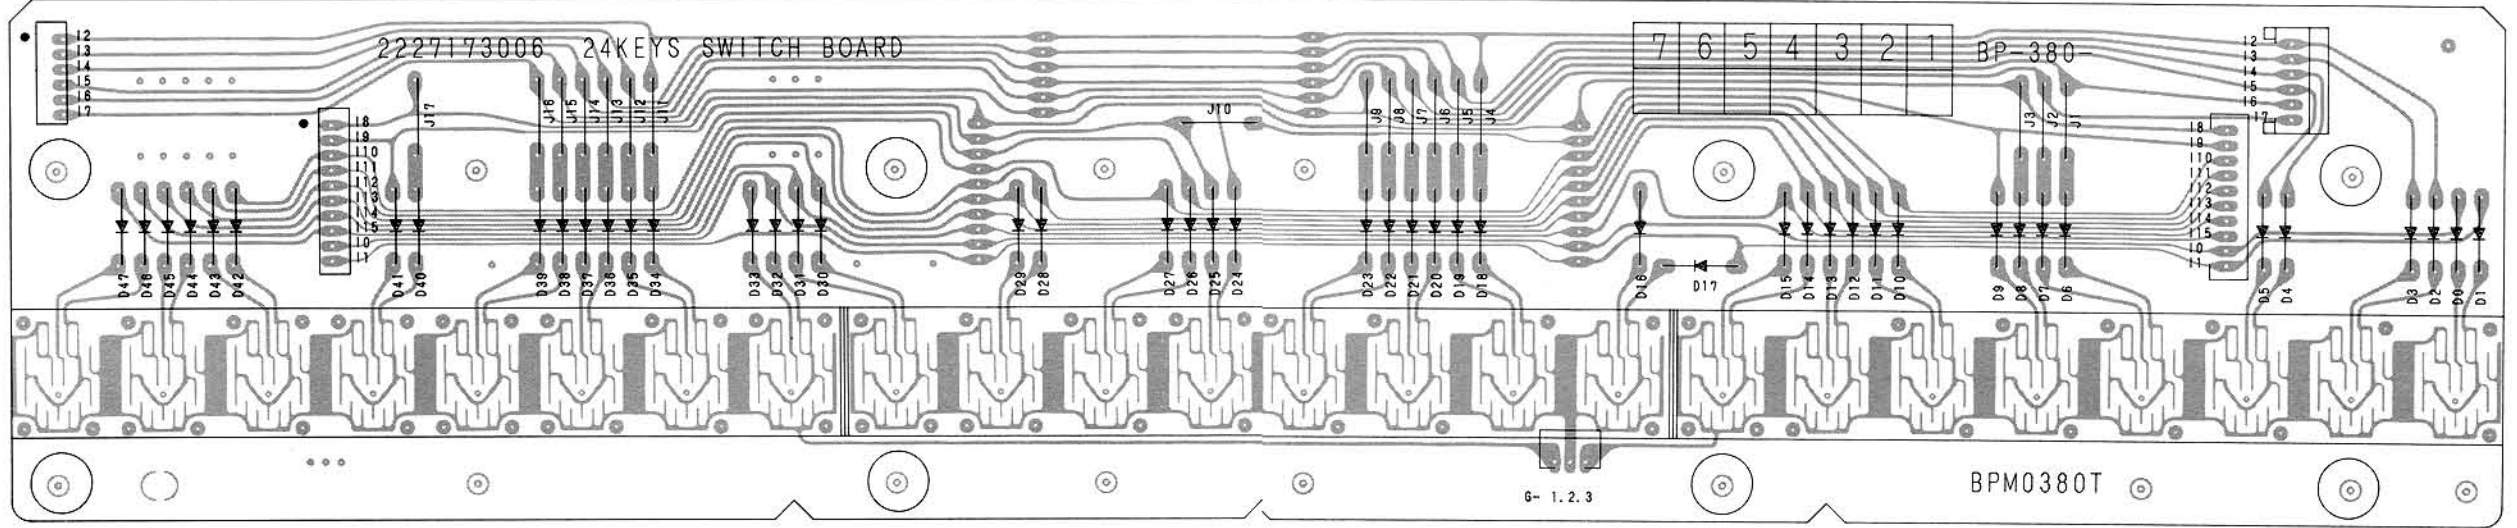 2227173006 24KEYS SWITCH BOARD
7 6 5 4 3 2 1
BP-380-
I2
I3
I4
I5
I6
I7
I8
I9
I10
I11
I12
I13
I14
I15
I0
I1
J17
J16 J15 J14 J13 J12 J11
J10
J9 J8 J7 J6 J5 J4
J3 J2 J1
I2
I3
I4
I5
I6
I7
I8
I9
I10
I11
I12
I13
I14
I15
I0
I1
D47 D46 D45 D44 D43 D42 D41 D40 D39 D38 D37 D36 D35 D34 D33 D32 D31 D30 D29 D28 D27 D26 D25 D24 D23 D22 D21 D20 D19 D18 D16 D17 D15 D14 D13 D12 D11 D10 D9 D8 D7 D6 D5 D4 D3 D2 D0 D1
G- 1.2.3
BPM0380T